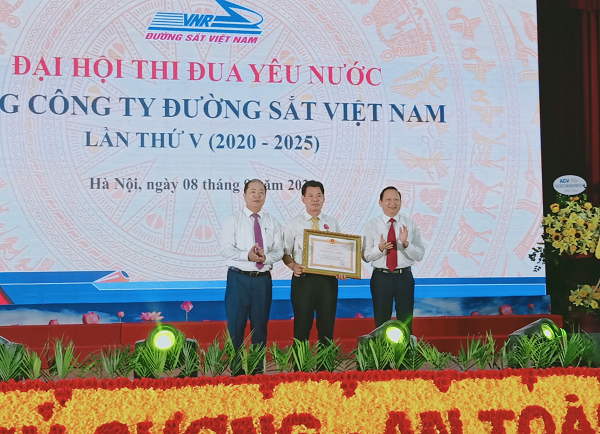 VNR
ĐƯỜNG SẮT VIỆT NAM
ĐẠI HỘI THI ĐUA YÊU NƯỚC
G CÔNG TY ĐƯỜNG SẮT VIỆT NAM
LẦN THỨ V (2020 - 2025)
Hà Nội, ngày 08 tháng
ACV
AN TOÀN